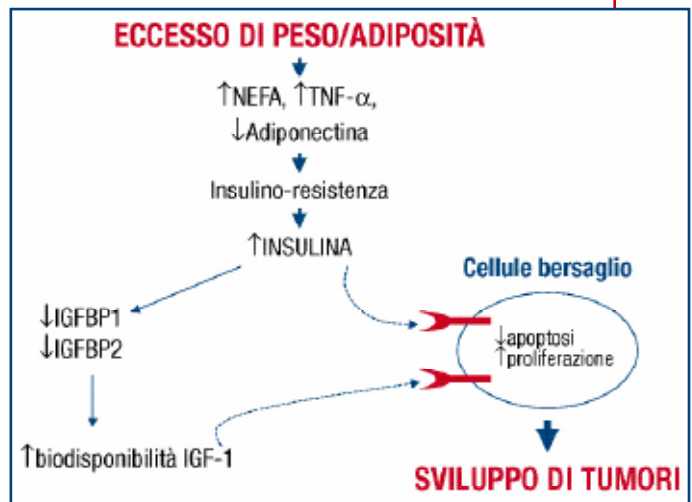 ECCESSO DI PESO/ADIPOSITÀ
↑NEFA, ↑TNF-α,
↓Adiponectina
Insulino-resistenza
↑INSULINA
Cellule bersaglio
↓IGFBP1
↓IGFBP2
↓apoptosi
↑proliferazione
↑biodisponibilità IGF-1
SVILUPPO DI TUMORI